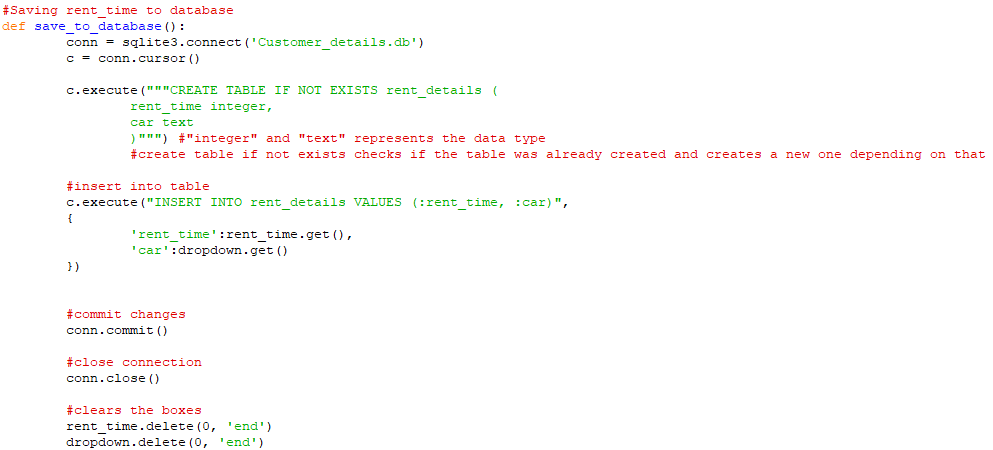 #Saving rent_time to database
def save_to_database():
        conn = sqlite3.connect('Customer_details.db')
        c = conn.cursor()

        c.execute("""CREATE TABLE IF NOT EXISTS rent_details (
                rent_time integer,
                car text
                )""") #"integer" and "text" represents the data type
                #create table if not exists checks if the table was already created and creates a new one depending on that

        #insert into table
        c.execute("INSERT INTO rent_details VALUES (:rent_time, :car)",
        {
                'rent_time':rent_time.get(),
                'car':dropdown.get()
        })


        #commit changes
        conn.commit()

        #close connection
        conn.close()

        #clears the boxes
        rent_time.delete(0, 'end')
        dropdown.delete(0, 'end')